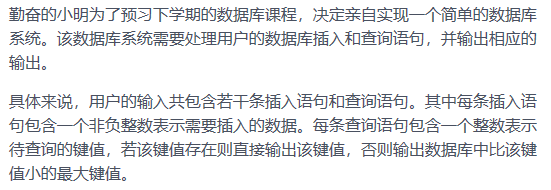 勤奋的小明为了预习下学期的数据库课程，决定亲自实现一个简单的数据库
系统。该数据库系统需要处理用户的数据库插入和查询语句，并输出相应的
输出。
具体来说，用户的输入共包含若干条插入语句和查询语句。其中每条插入语
句包含一个非负整数表示需要插入的数据。每条查询语句包含一个整数表示
待查询的键值，若该键值存在则直接输出该键值，否则输出数据库中比该键
值小的最大键值。